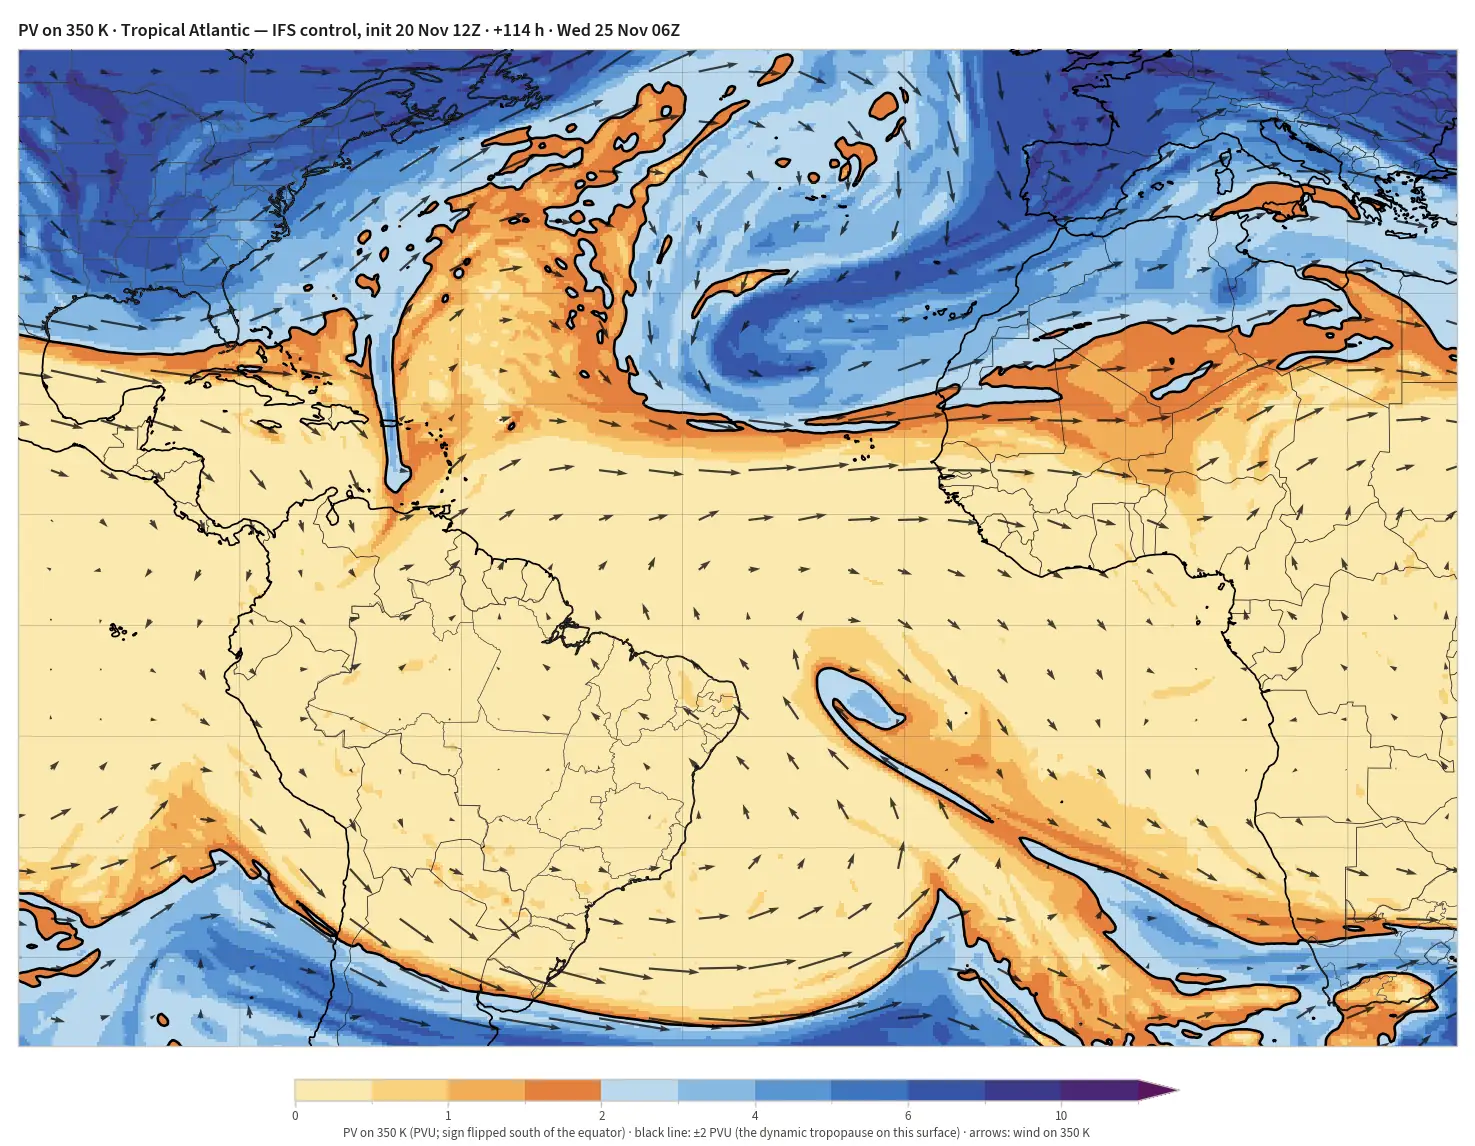 PV on 350 K · Tropical Atlantic — IFS control, init 20 Nov 12Z · +114 h · Wed 25 Nov 06Z
0 1 2 4 6 10
PV on 350 K (PVU; sign flipped south of the equator) · black line: ±2 PVU (the dynamic tropopause on this surface) · arrows: wind on 350 K